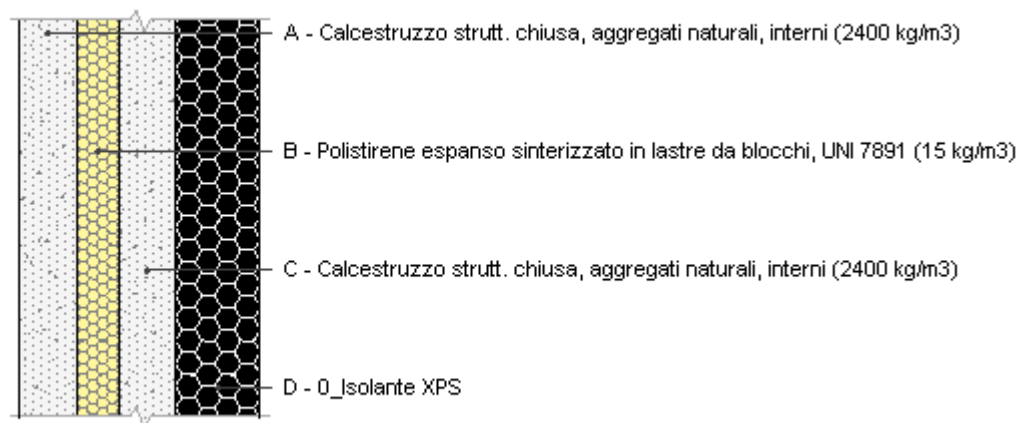 A - Calcestruzzo strutt. chiusa, aggregati naturali, interni (2400 kg/m3)
B - Polistirene espanso sinterizzato in lastre da blocchi, UNI 7891 (15 kg/m3)
C - Calcestruzzo strutt. chiusa, aggregati naturali, interni (2400 kg/m3)
D - 0_Isolante XPS